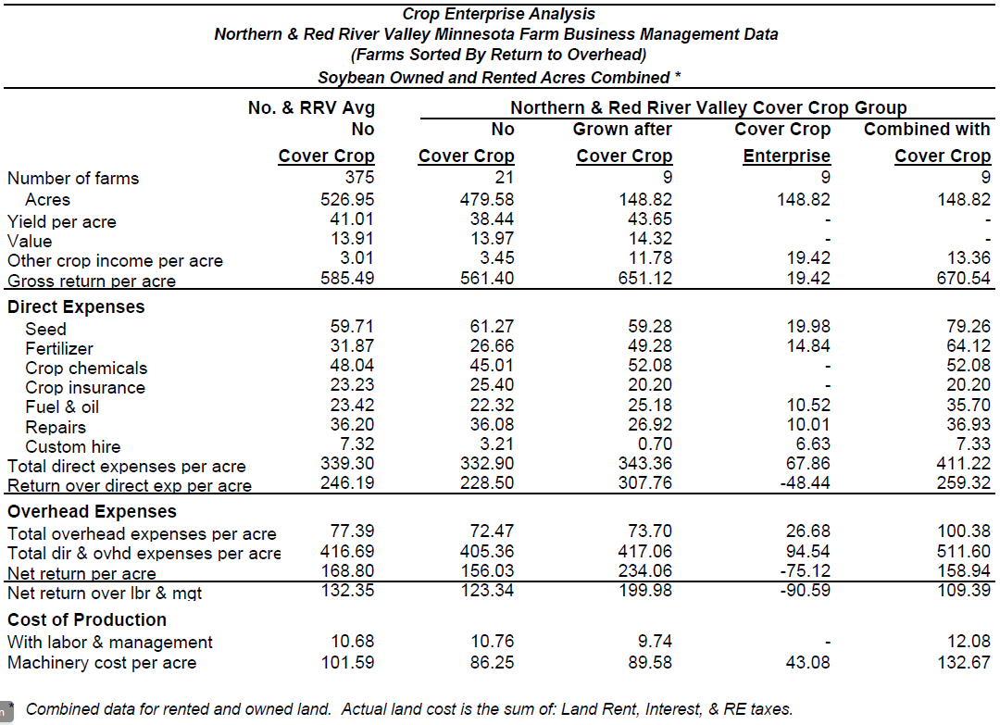 Crop Enterprise Analysis
Northern & Red River Valley Minnesota Farm Business Management Data
(Farms Sorted By Return to Overhead)
Soybean Owned and Rented Acres Combined *
No. & RRV Avg Northern & Red River Valley Cover Crop Group
No No Grown after Cover Crop Combined with
Cover Crop Cover Crop Cover Crop Enterprise Cover Crop
Number of farms 375 21 9 9 9
Acres 526.95 479.58 148.82 148.82 148.82
Yield per acre 41.01 38.44 43.65 - -
Value 13.91 13.97 14.32 - -
Other crop income per acre 3.01 3.45 11.78 19.42 13.36
Gross return per acre 585.49 561.40 651.12 19.42 670.54
Direct Expenses
Seed 59.71 61.27 59.28 19.98 79.26
Fertilizer 31.87 26.66 49.28 14.84 64.12
Crop chemicals 48.04 45.01 52.08 - 52.08
Crop insurance 23.23 25.40 20.20 - 20.20
Fuel & oil 23.42 22.32 25.18 10.52 35.70
Repairs 36.20 36.08 26.92 10.01 36.93
Custom hire 7.32 3.21 0.70 6.63 7.33
Total direct expenses per acre 339.30 332.90 343.36 67.86 411.22
Return over direct exp per acre 246.19 228.50 307.76 -48.44 259.32
Overhead Expenses
Total overhead expenses per acre 77.39 72.47 73.70 26.68 100.38
Total dir & ovhd expenses per acre 416.69 405.36 417.06 94.54 511.60
Net return per acre 168.80 156.03 234.06 -75.12 158.94
Net return over lbr & mgt 132.35 123.34 199.98 -90.59 109.39
Cost of Production
With labor & management 10.68 10.76 9.74 - 12.08
Machinery cost per acre 101.59 86.25 89.58 43.08 132.67
* Combined data for rented and owned land. Actual land cost is the sum of: Land Rent, Interest, & RE taxes.